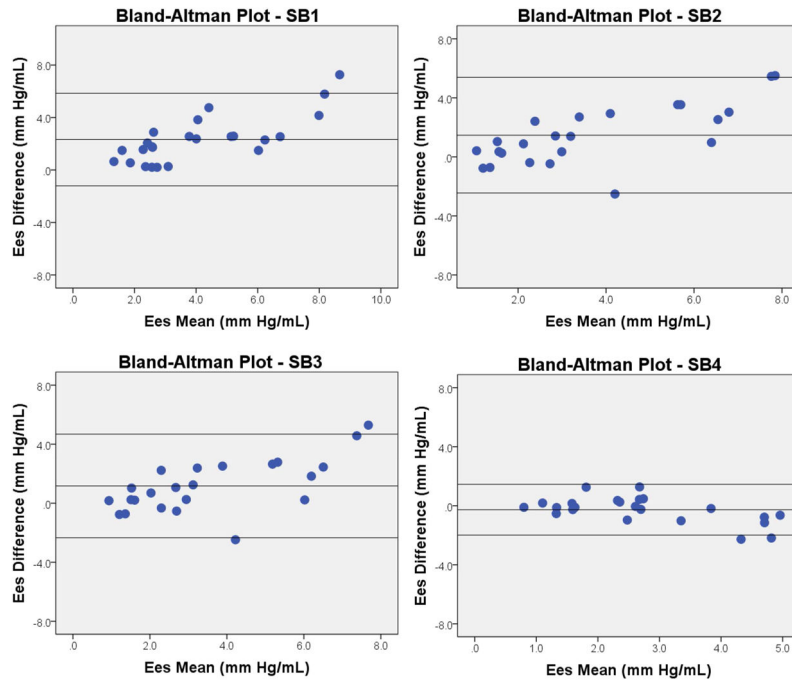 Bland-Altman Plot - SB1
Ees Difference (mm Hg/mL)
8.0
4.0
.0
-4.0
-8.0
.0 2.0 4.0 6.0 8.0 10.0
Ees Mean (mm Hg/mL)
Bland-Altman Plot - SB2
Ees Difference (mm Hg/mL)
8.0
4.0
.0
-4.0
-8.0
2.0 4.0 6.0 8.0
Ees Mean (mm Hg/mL)
Bland-Altman Plot - SB3
Ees Difference (mm Hg/mL)
8.0
4.0
.0
-4.0
-8.0
.0 2.0 4.0 6.0 8.0
Ees Mean (mm Hg/mL)
Bland-Altman Plot - SB4
Ees Difference (mm Hg/mL)
8.0
4.0
.0
-4.0
-8.0
.0 1.0 2.0 3.0 4.0 5.0
Ees Mean (mm Hg/mL)